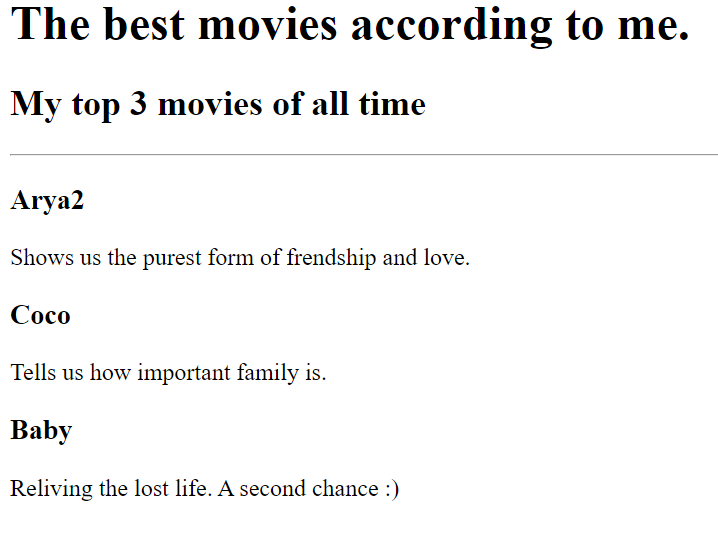 The best movies according to me.
My top 3 movies of all time
Arya2
Shows us the purest form of frendship and love.
Coco
Tells us how important family is.
Baby
Reliving the lost life. A second chance :)